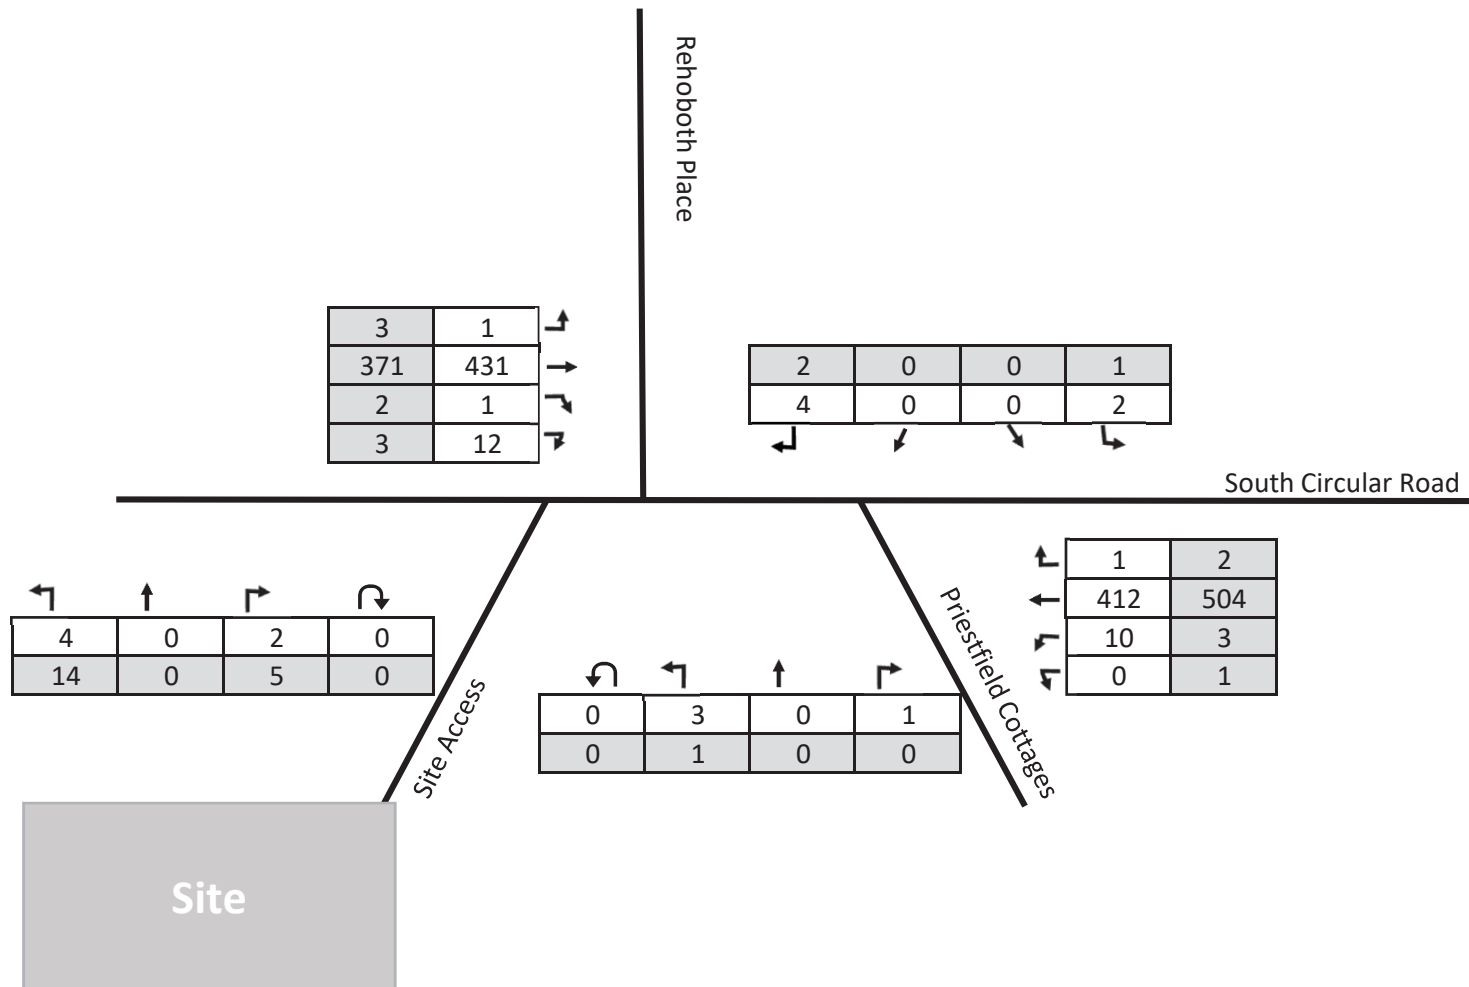 Rehoboth Place
3 1
371 431
2 1
3 12
2 0 0 1
4 0 0 2
South Circular Road
1 2
412 504
10 3
0 1
4 0 2 0
14 0 5 0
0 3 0 1
0 1 0 0
Site Access
Priestfield Cottages
Site